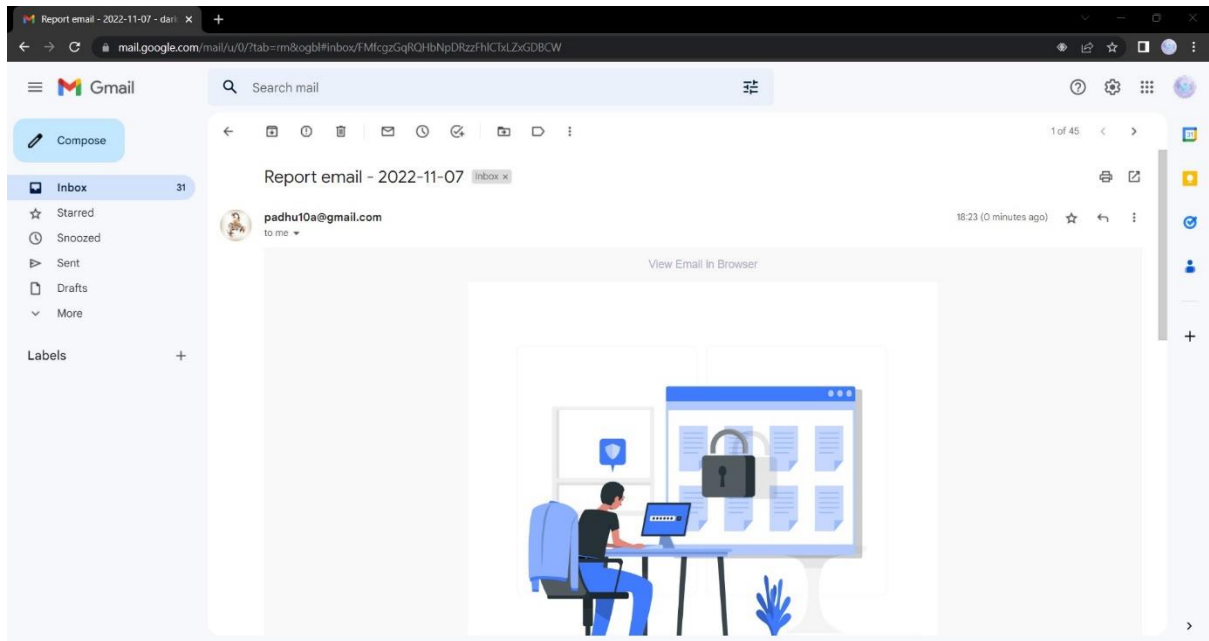 Report email - 2022-11-07 - dark
mail.google.com/mail/u/0/?tab=rm&ogbl#inbox/FMfcgzGqRQHbNpDRzzFhlCTxLZxGDBCW
Gmail
Search mail
Compose
1 of 45
Inbox 31
Starred
Snoozed
Sent
Drafts
More
Labels
Report email - 2022-11-07 Inbox x
padhu10a@gmail.com 18:23 (0 minutes ago)
to me
View Email In Browser
31